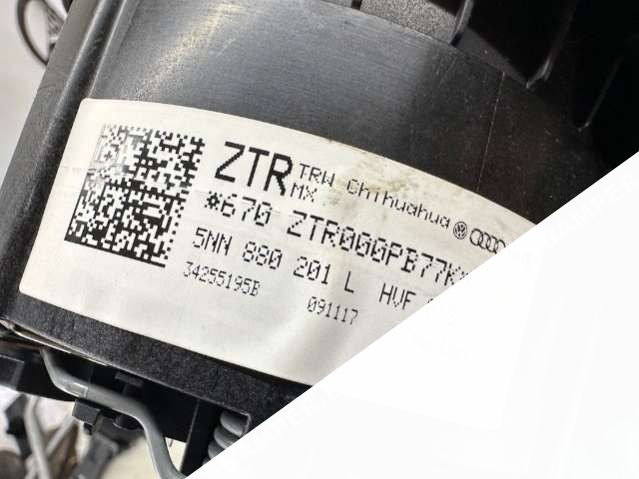 ZTR TRW Chihuahua
MX
*670 ZTR000PB77K
5NN 880 201 L HVF
34255195B 091117